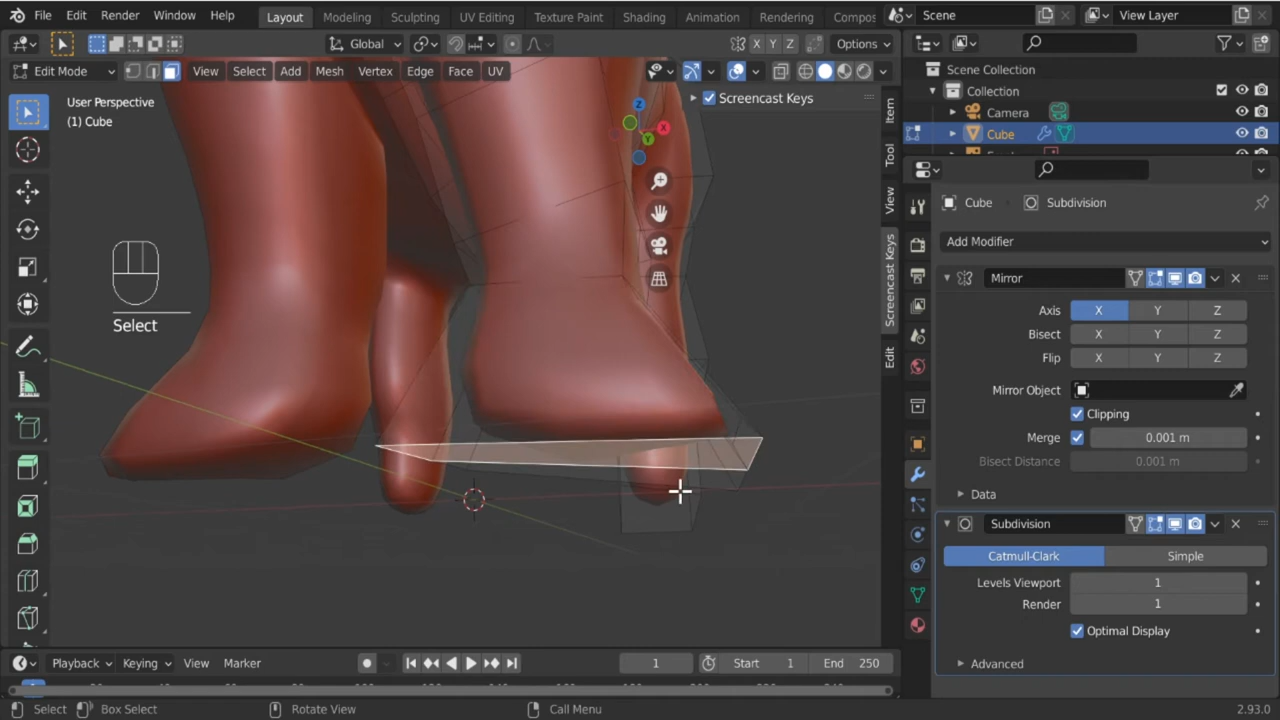 File Edit Render Window Help Layout Modeling Sculpting UV Editing Texture Paint Shading Animation Rendering Compos Scene View Layer
Global Options
Edit Mode View Select Add Mesh Vertex Edge Face UV
Scene Collection
Collection
Camera
Cube
User Perspective
(1) Cube
Screencast Keys
Item
Tool
View
Screencast Keys
Edit
Z
X
Y
Select
X Y Z
Cube Subdivision
Add Modifier
Mirror
Axis X Y Z
Bisect X Y Z
Flip X Y Z
Mirror Object
Clipping
Merge 0.001 m
Bisect Distance 0.001 m
Data
Subdivision
Catmull-Clark Simple
Levels Viewport 1
Render 1
Optimal Display
Advanced
Playback Keying View Marker 1 Start 1 End 250
Select Box Select Rotate View Call Menu 2.93.0